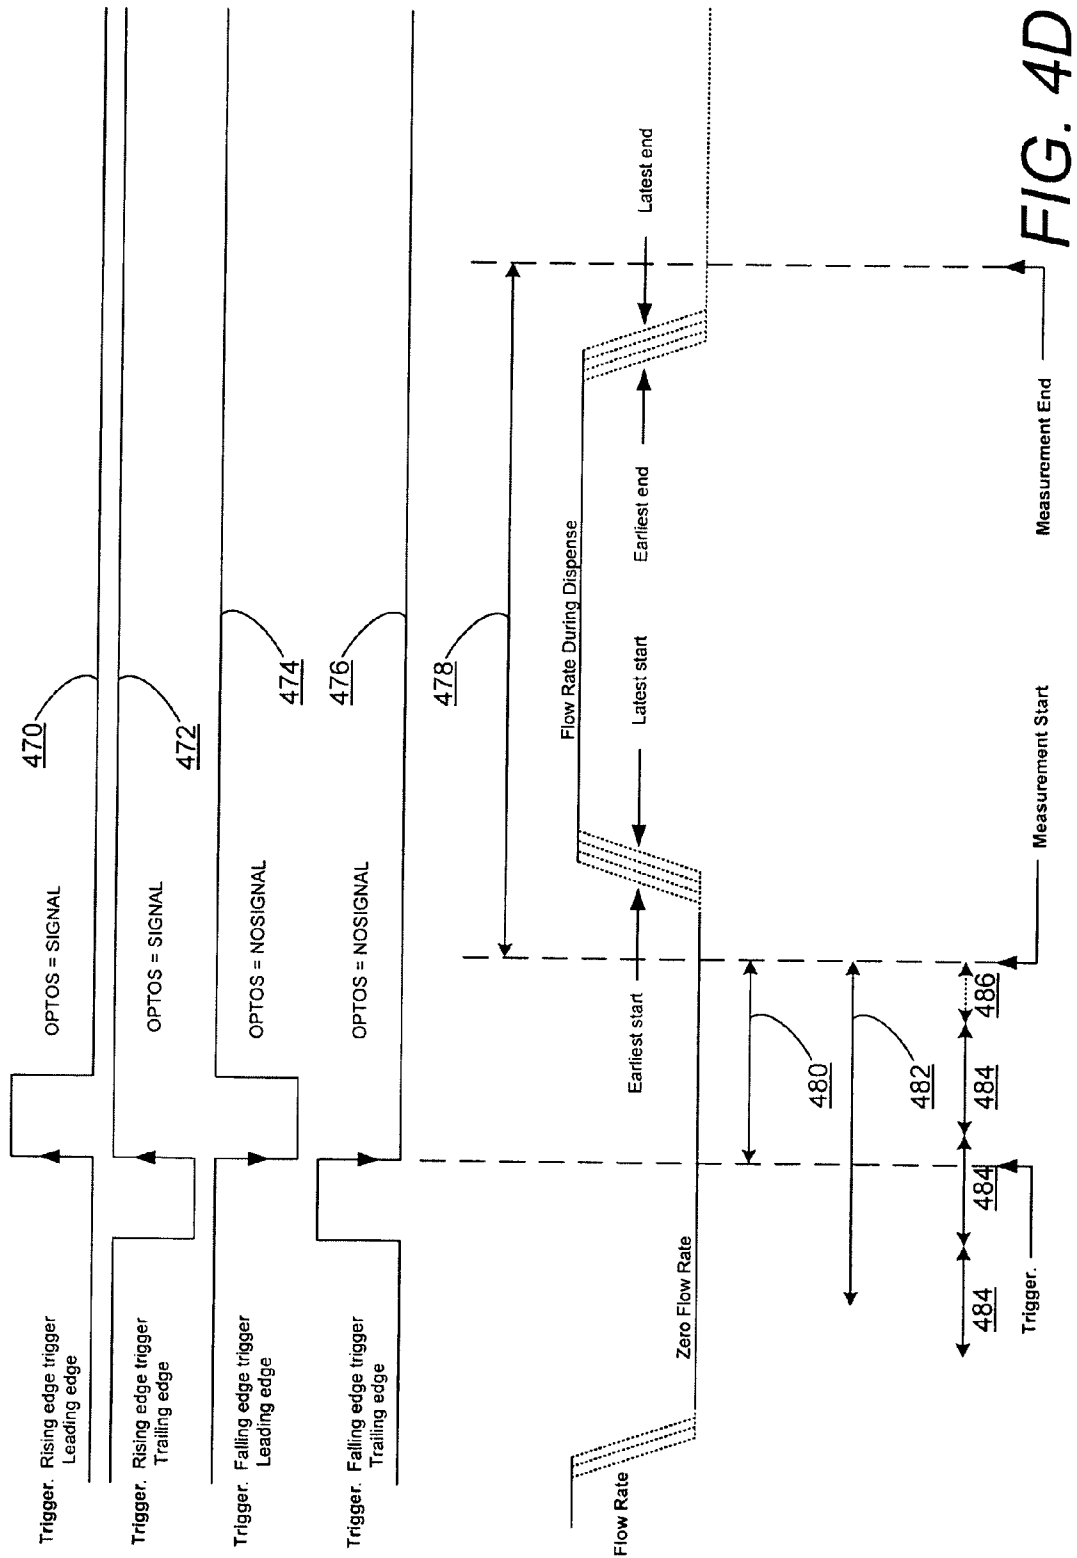 Trigger. Rising edge trigger
Leading edge
OPTOS = SIGNAL
470
Trigger. Rising edge trigger
Trailing edge
OPTOS = SIGNAL
472
Trigger. Falling edge trigger
Leading edge
OPTOS = NOSIGNAL
474
Trigger. Falling edge trigger
Trailing edge
OPTOS = NOSIGNAL
476
478
Flow Rate
Zero Flow Rate
Flow Rate During Dispense
Earliest start
Latest start
Earliest end
Latest end
480
482
484
484
484
486
Trigger.
Measurement Start
Measurement End
FIG. 4D